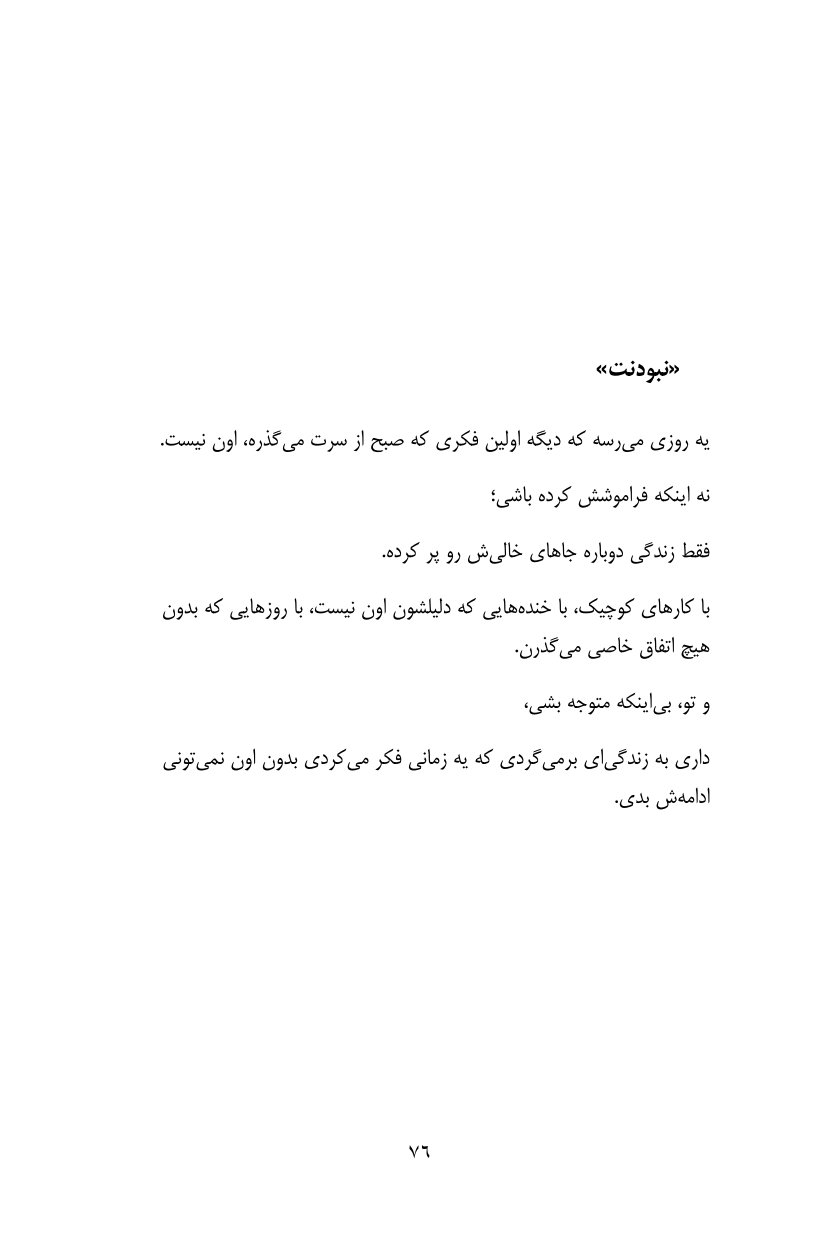 «نبودنت»
یه روزی می‌رسه که دیگه اولین فکری که صبح از سرت می‌گذره، اون نیست.
نه اینکه فراموشش کرده باشی؛
فقط زندگی دوباره جاهای خالی‌ش رو پر کرده.
با کارهای کوچیک، با خنده‌هایی که دلیلشون اون نیست، با روزهایی که بدون
هیچ اتفاق خاصی می‌گذرن.
و تو، بی‌اینکه متوجه بشی،
داری به زندگی‌ای برمی‌گردی که یه زمانی فکر می‌کردی بدون اون نمی‌تونی
ادامه‌ش بدی.
٧٦